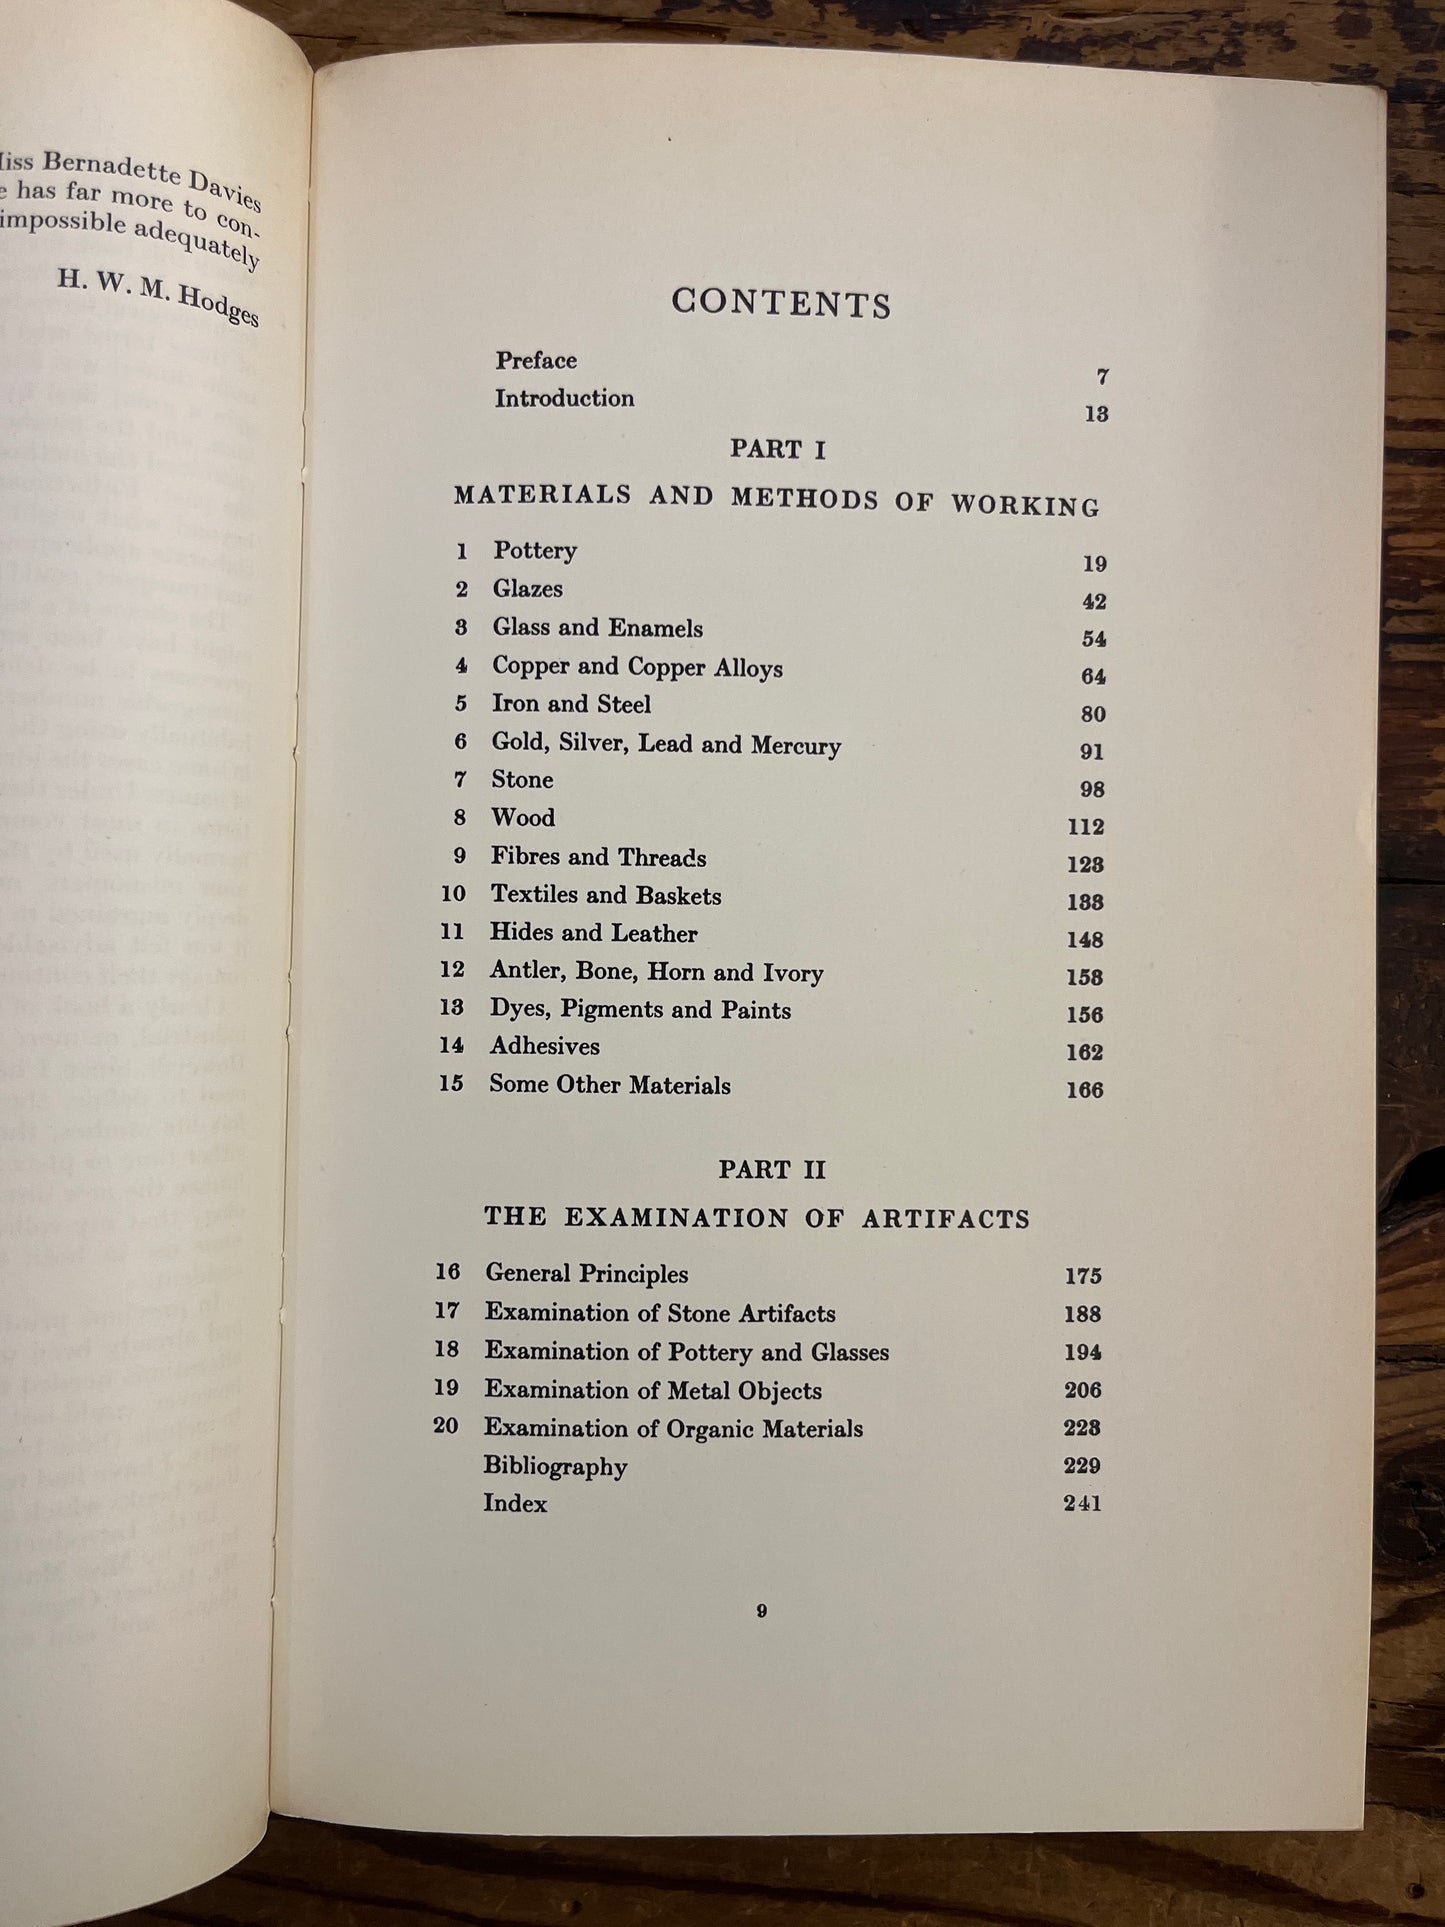 Miss Bernadette Davies
has far more to con-
impossible adequately
H. W. M. Hodges
CONTENTS
Preface 7
Introduction 13
PART I
MATERIALS AND METHODS OF WORKING
1 Pottery 19
2 Glazes 42
3 Glass and Enamels 54
4 Copper and Copper Alloys 64
5 Iron and Steel 80
6 Gold, Silver, Lead and Mercury 91
7 Stone 98
8 Wood 112
9 Fibres and Threads 123
10 Textiles and Baskets 133
11 Hides and Leather 148
12 Antler, Bone, Horn and Ivory 153
13 Dyes, Pigments and Paints 156
14 Adhesives 162
15 Some Other Materials 166
PART II
THE EXAMINATION OF ARTIFACTS
16 General Principles 175
17 Examination of Stone Artifacts 188
18 Examination of Pottery and Glasses 194
19 Examination of Metal Objects 206
20 Examination of Organic Materials 223
Bibliography 229
Index 241
9